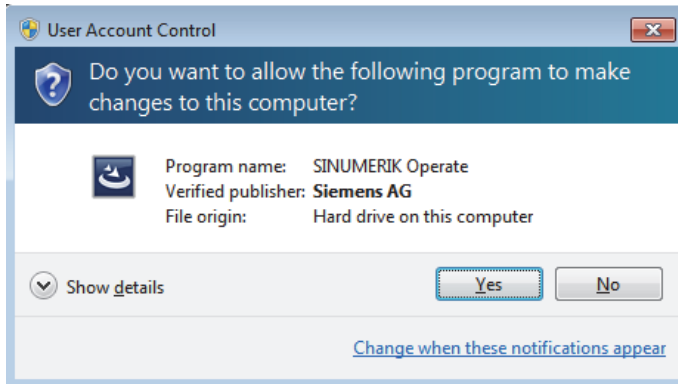 User Account Control
Do you want to allow the following program to make
changes to this computer?
Program name: SINUMERIK Operate
Verified publisher: Siemens AG
File origin: Hard drive on this computer
Show details
Yes
No
Change when these notifications appear